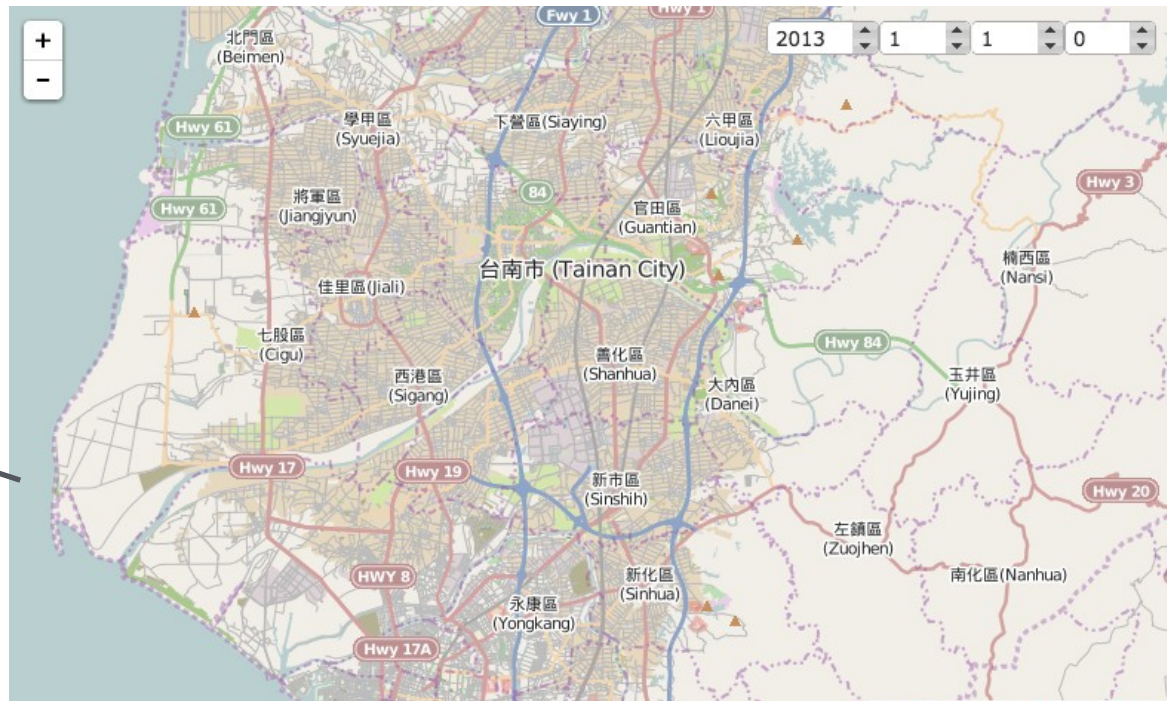 +
−
2013 1 1 0
Fwy 1
Hwy 1
北門區
(Beimen)
Hwy 61
學甲區
(Syuejia)
下營區(Siaying)
六甲區
(Lioujia)
Hwy 3
84
將軍區
(Jiangjyun)
Hwy 61
官田區
(Guantian)
台南市 (Tainan City)
楠西區
(Nansi)
佳里區(Jiali)
七股區
(Cigu)
Hwy 84
善化區
(Shanhua)
西港區
(Sigang)
大內區
(Danei)
玉井區
(Yujing)
Hwy 17
Hwy 19
新市區
(Sinshih)
Hwy 20
左鎮區
(Zuojhen)
HWY 8
新化區
(Sinhua)
南化區(Nanhua)
永康區
(Yongkang)
Hwy 17A